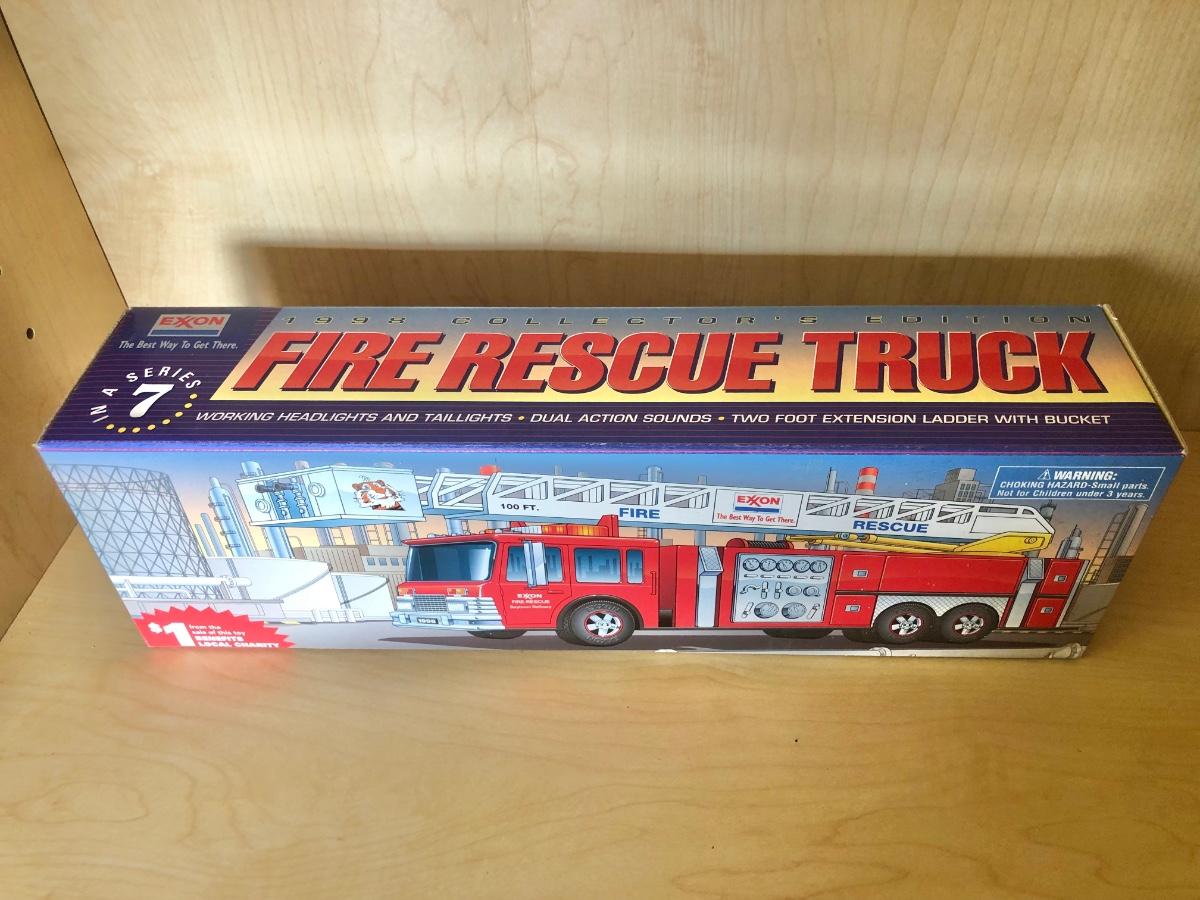 EXXON
The Best Way To Get There.
1998 COLLECTOR'S EDITION
FIRE RESCUE TRUCK
7 IN A SERIES
WORKING HEADLIGHTS AND TAILLIGHTS • DUAL ACTION SOUNDS • TWO FOOT EXTENSION LADDER WITH BUCKET
WARNING:
CHOKING HAZARD-Small parts.
Not for Children under 3 years.
100 FT.
FIRE
EXXON
The Best Way To Get There.
RESCUE
EXXON
FIRE RESCUE
Baytown Refinery
1998
$1 from the
sale of this toy
BENEFITS
LOCAL CHARITY